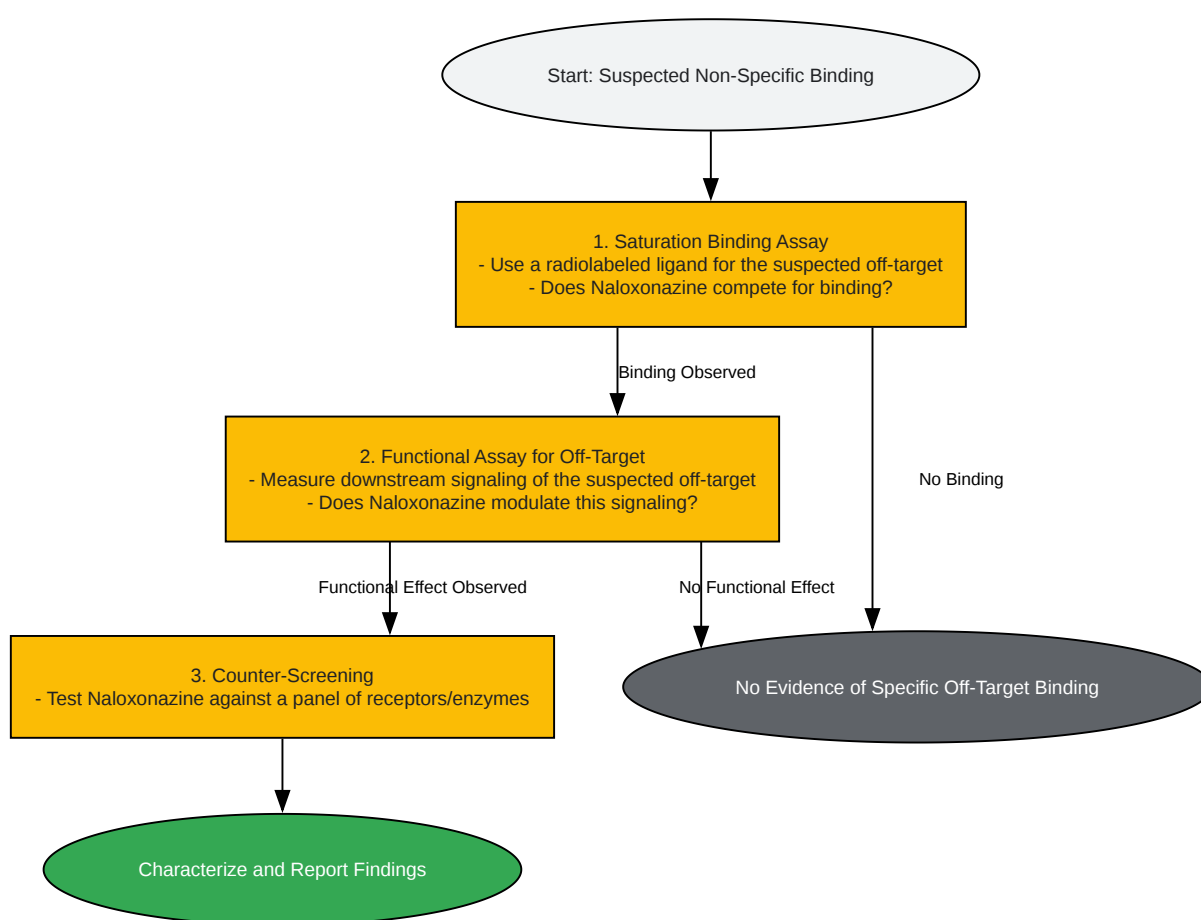 Start: Suspected Non-Specific Binding
1. Saturation Binding Assay
- Use a radiolabeled ligand for the suspected off-target
- Does Naloxonazine compete for binding?
Binding Observed
2. Functional Assay for Off-Target
- Measure downstream signaling of the suspected off-target
- Does Naloxonazine modulate this signaling?
No Binding
Functional Effect Observed
No Functional Effect
3. Counter-Screening
- Test Naloxonazine against a panel of receptors/enzymes
No Evidence of Specific Off-Target Binding
Characterize and Report Findings